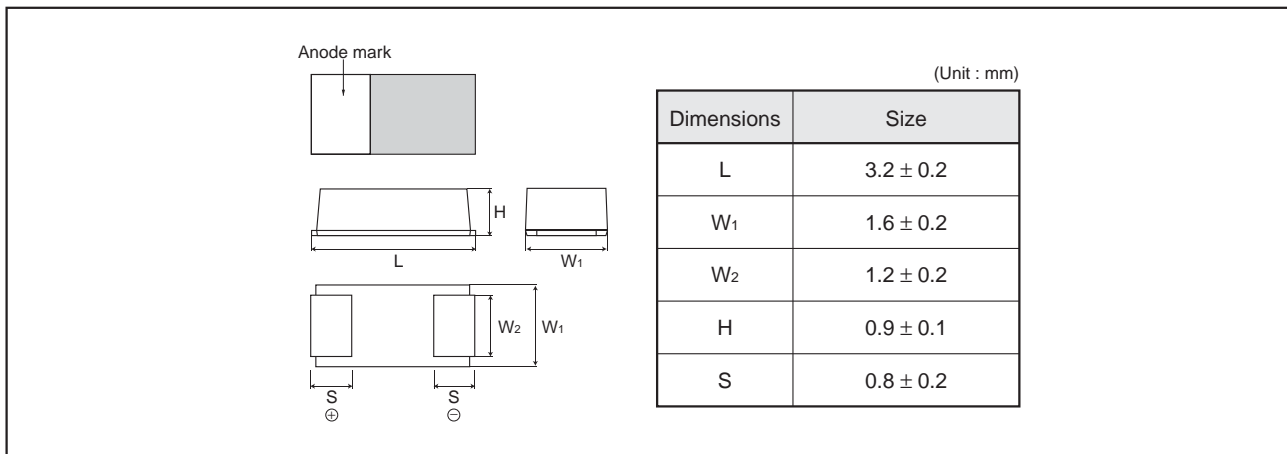 Anode mark
H
L
W1
W2
W1
S
⊕
S
⊖
(Unit : mm)
Dimensions Size
L 3.2 ± 0.2
W1 1.6 ± 0.2
W2 1.2 ± 0.2
H 0.9 ± 0.1
S 0.8 ± 0.2